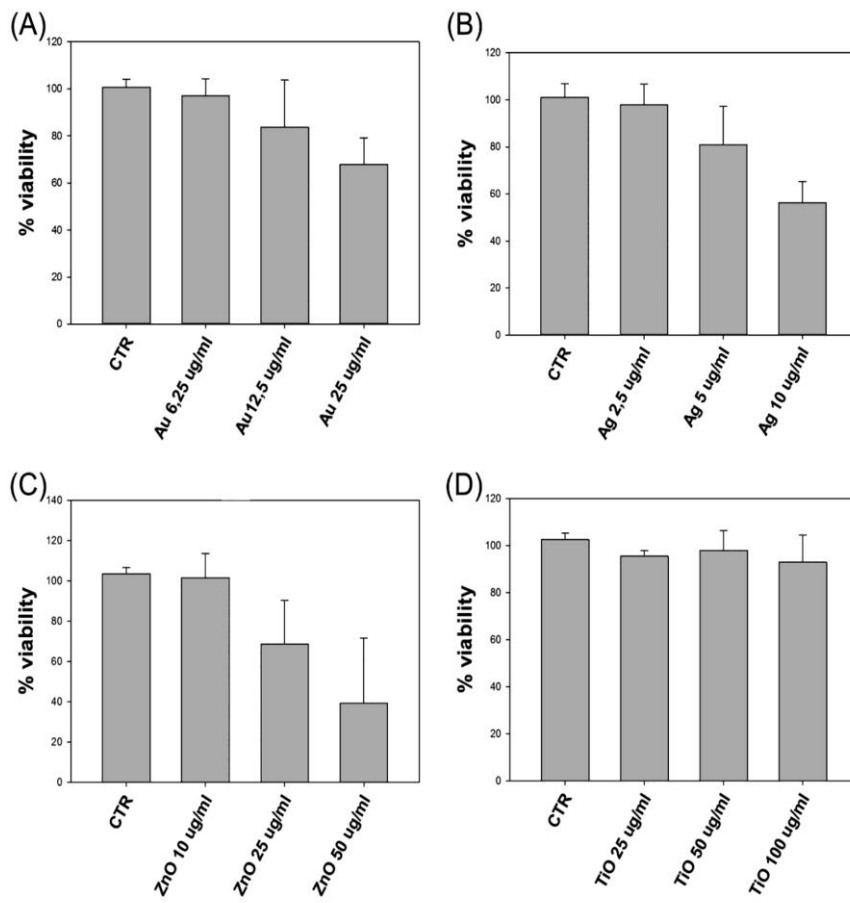 (A)
120
100
80
60
40
20
0
% viability
CTR
Au 6,25 ug/ml
Au12,5 ug/ml
Au 25 ug/ml
(B)
120
100
80
60
40
20
0
% viability
CTR
Ag 2,5 ug/ml
Ag 5 ug/ml
Ag 10 ug/ml
(C)
140
120
100
80
60
40
20
0
% viability
CTR
ZnO 10 ug/ml
ZnO 25 ug/ml
ZnO 50 ug/ml
(D)
120
100
80
60
40
20
0
% viability
CTR
TiO 25 ug/ml
TiO 50 ug/ml
TiO 100 ug/ml